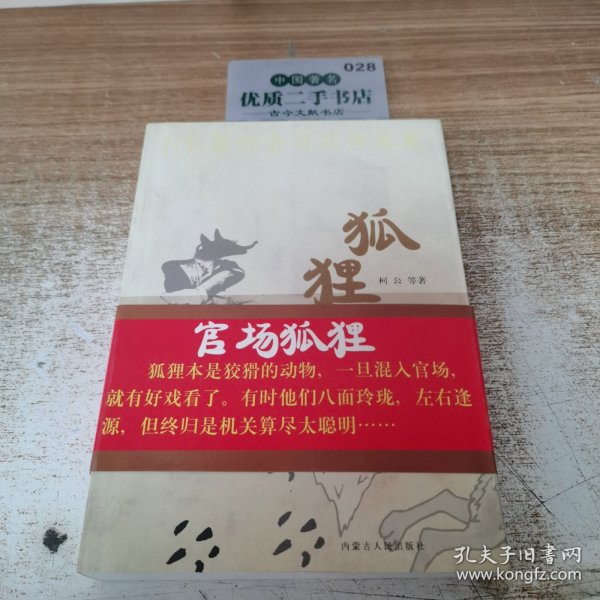 028
中国著名
优质二手书店
古今文献书店
狐
狸
柯公 等著
官场狐狸
狐狸本是狡猾的动物，一旦混入官场，
就有好戏看了。有时他们八面玲珑，左右逢
源，但终归是机关算尽太聪明……
内蒙古人民出版社
孔夫子旧书网
www.kongfz.com